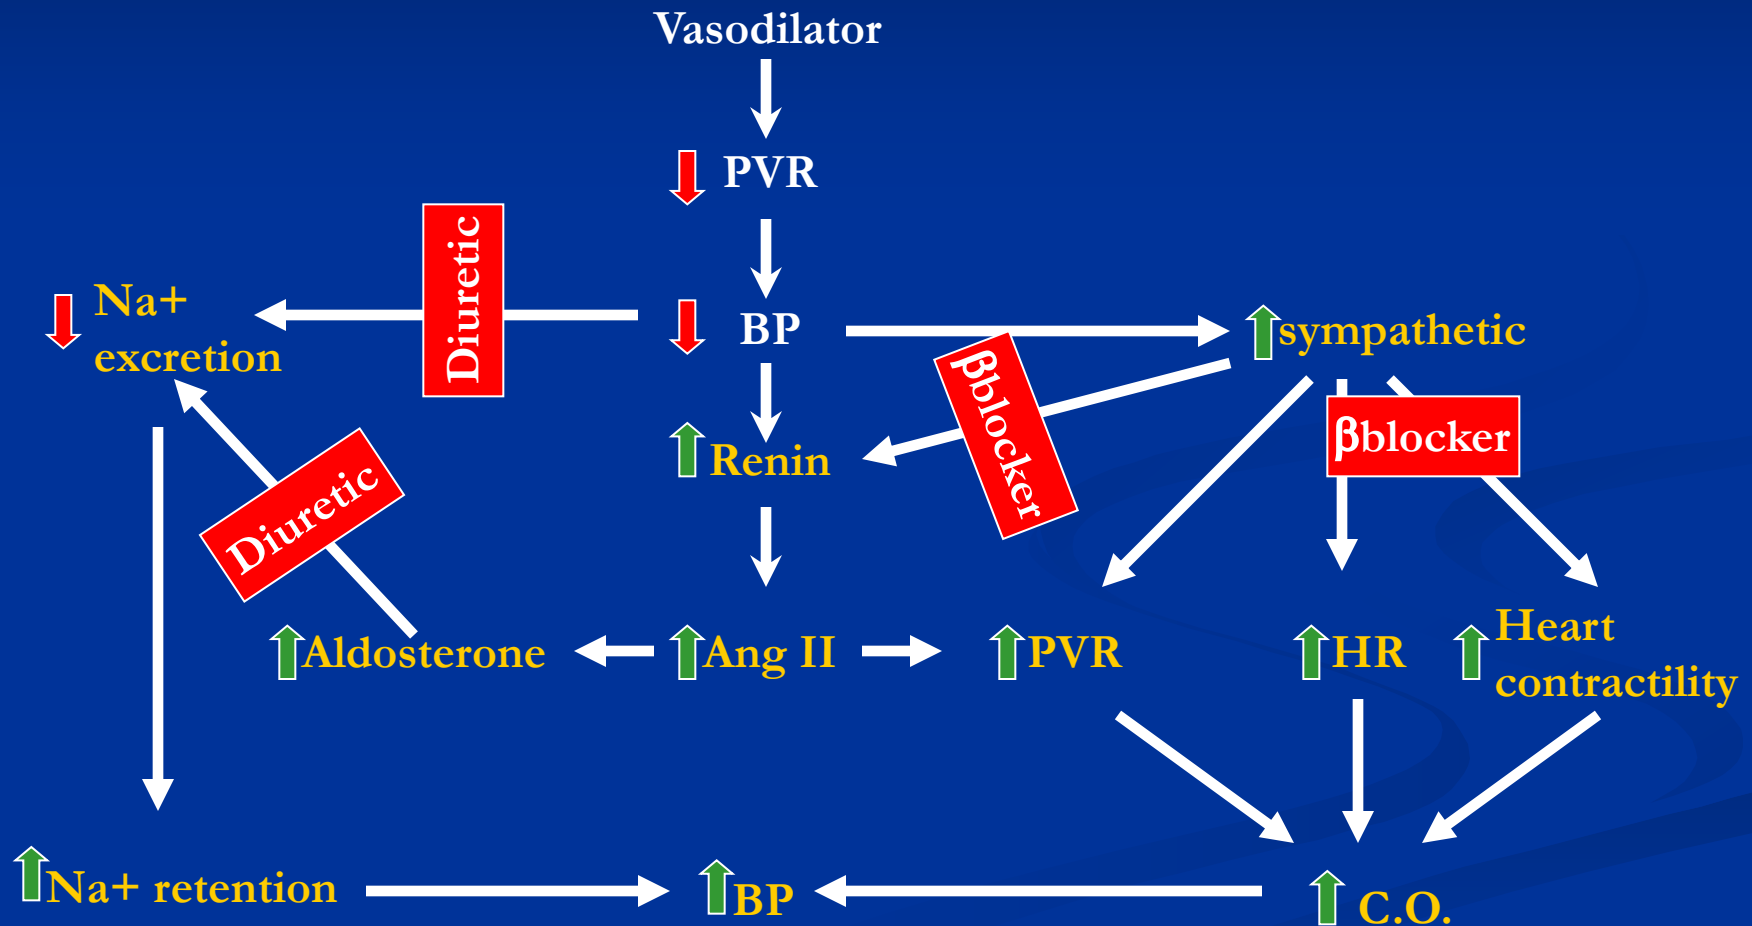 Vasodilator
PVR
Diuretic
Na+
excretion
BP
sympathetic
βblocker
βblocker
Renin
Diuretic
Aldosterone
Ang II
PVR
HR
Heart
contractility
Na+ retention
BP
C.O.